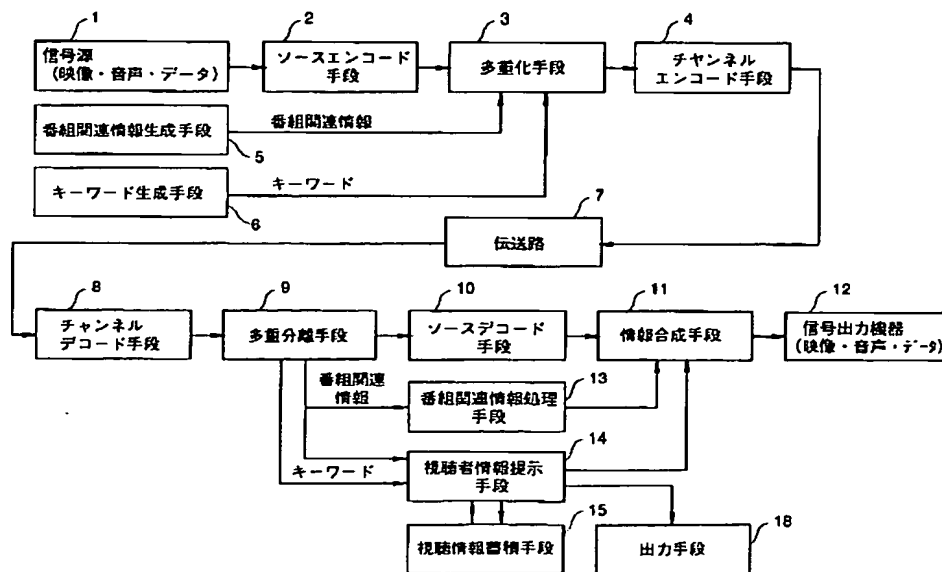 1
信号源
(映像・音声・データ)
2
ソースエンコード
手段
3
多重化手段
4
チャンネル
エンコード手段
番組関連情報生成手段
5
番組関連情報
キーワード生成手段
6
キーワード
7
伝送路
8
チャンネル
デコード手段
9
多重分離手段
10
ソースデコード
手段
11
情報合成手段
12
信号出力機器
(映像・音声・データ)
番組関連
情報
13
番組関連情報処理
手段
キーワード
14
視聴者情報提示
手段
15
視聴情報蓄積手段
18
出力手段